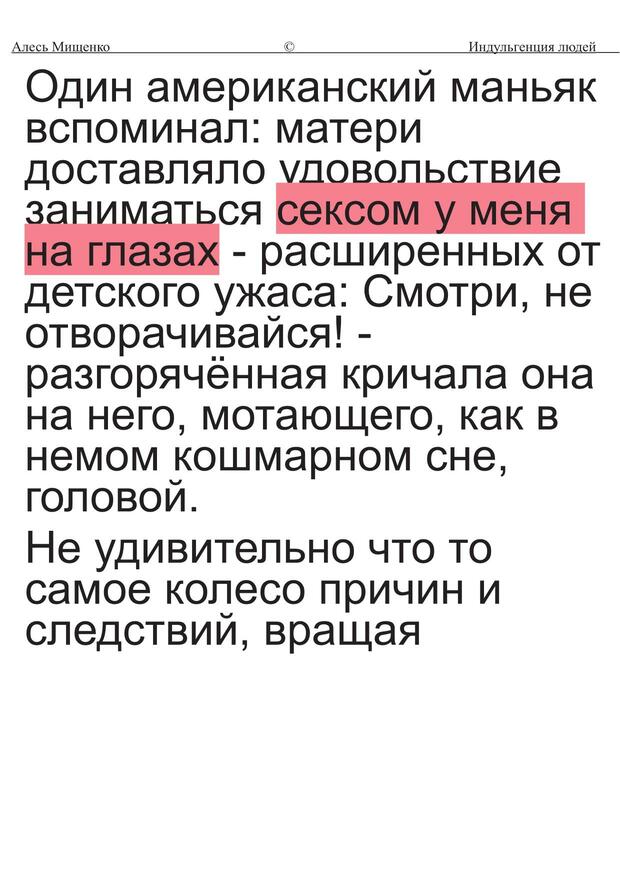 Алесь Мищенко © Индульгенция людей
Один американский маньяк
вспоминал: матери
доставляло удовольствие
заниматься сексом у меня
на глазах - расширенных от
детского ужаса: Смотри, не
отворачивайся! -
разгорячённая кричала она
на него, мотающего, как в
немом кошмарном сне,
головой.
Не удивительно что то
самое колесо причин и
следствий, вращая